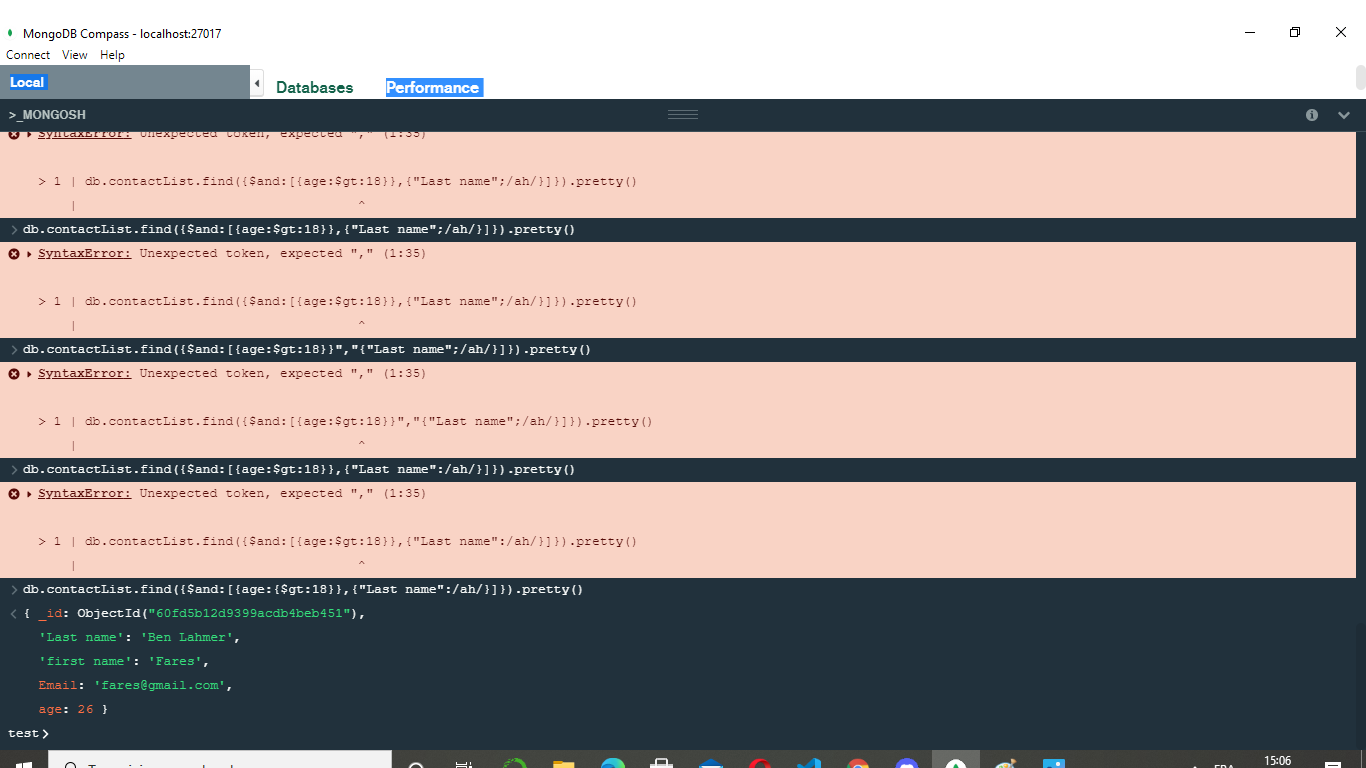 MongoDB Compass - localhost:27017
Connect View Help
Local
Databases Performance
>_MONGOSH
SyntaxError: Unexpected token, expected "," (1:35)
> 1 | db.contactList.find({$and:[{age:$gt:18}},{"Last name";/ah/}]}).pretty()
| ^
db.contactList.find({$and:[{age:$gt:18}},{"Last name";/ah/}]}).pretty()
SyntaxError: Unexpected token, expected "," (1:35)
> 1 | db.contactList.find({$and:[{age:$gt:18}},{"Last name";/ah/}]}).pretty()
| ^
db.contactList.find({$and:[{age:$gt:18}}","{"Last name";/ah/}]}).pretty()
SyntaxError: Unexpected token, expected "," (1:35)
> 1 | db.contactList.find({$and:[{age:$gt:18}}","{"Last name";/ah/}]}).pretty()
| ^
db.contactList.find({$and:[{age:$gt:18}},{"Last name":/ah/}]}).pretty()
SyntaxError: Unexpected token, expected "," (1:35)
> 1 | db.contactList.find({$and:[{age:$gt:18}},{"Last name":/ah/}]}).pretty()
| ^
db.contactList.find({$and:[{age:{$gt:18}},{"Last name":/ah/}]}).pretty()
{ _id: ObjectId("60fd5b12d9399acdb4beb451"),
'Last name': 'Ben Lahmer',
'first name': 'Fares',
Email: 'fares@gmail.com',
age: 26 }
test>
15:06